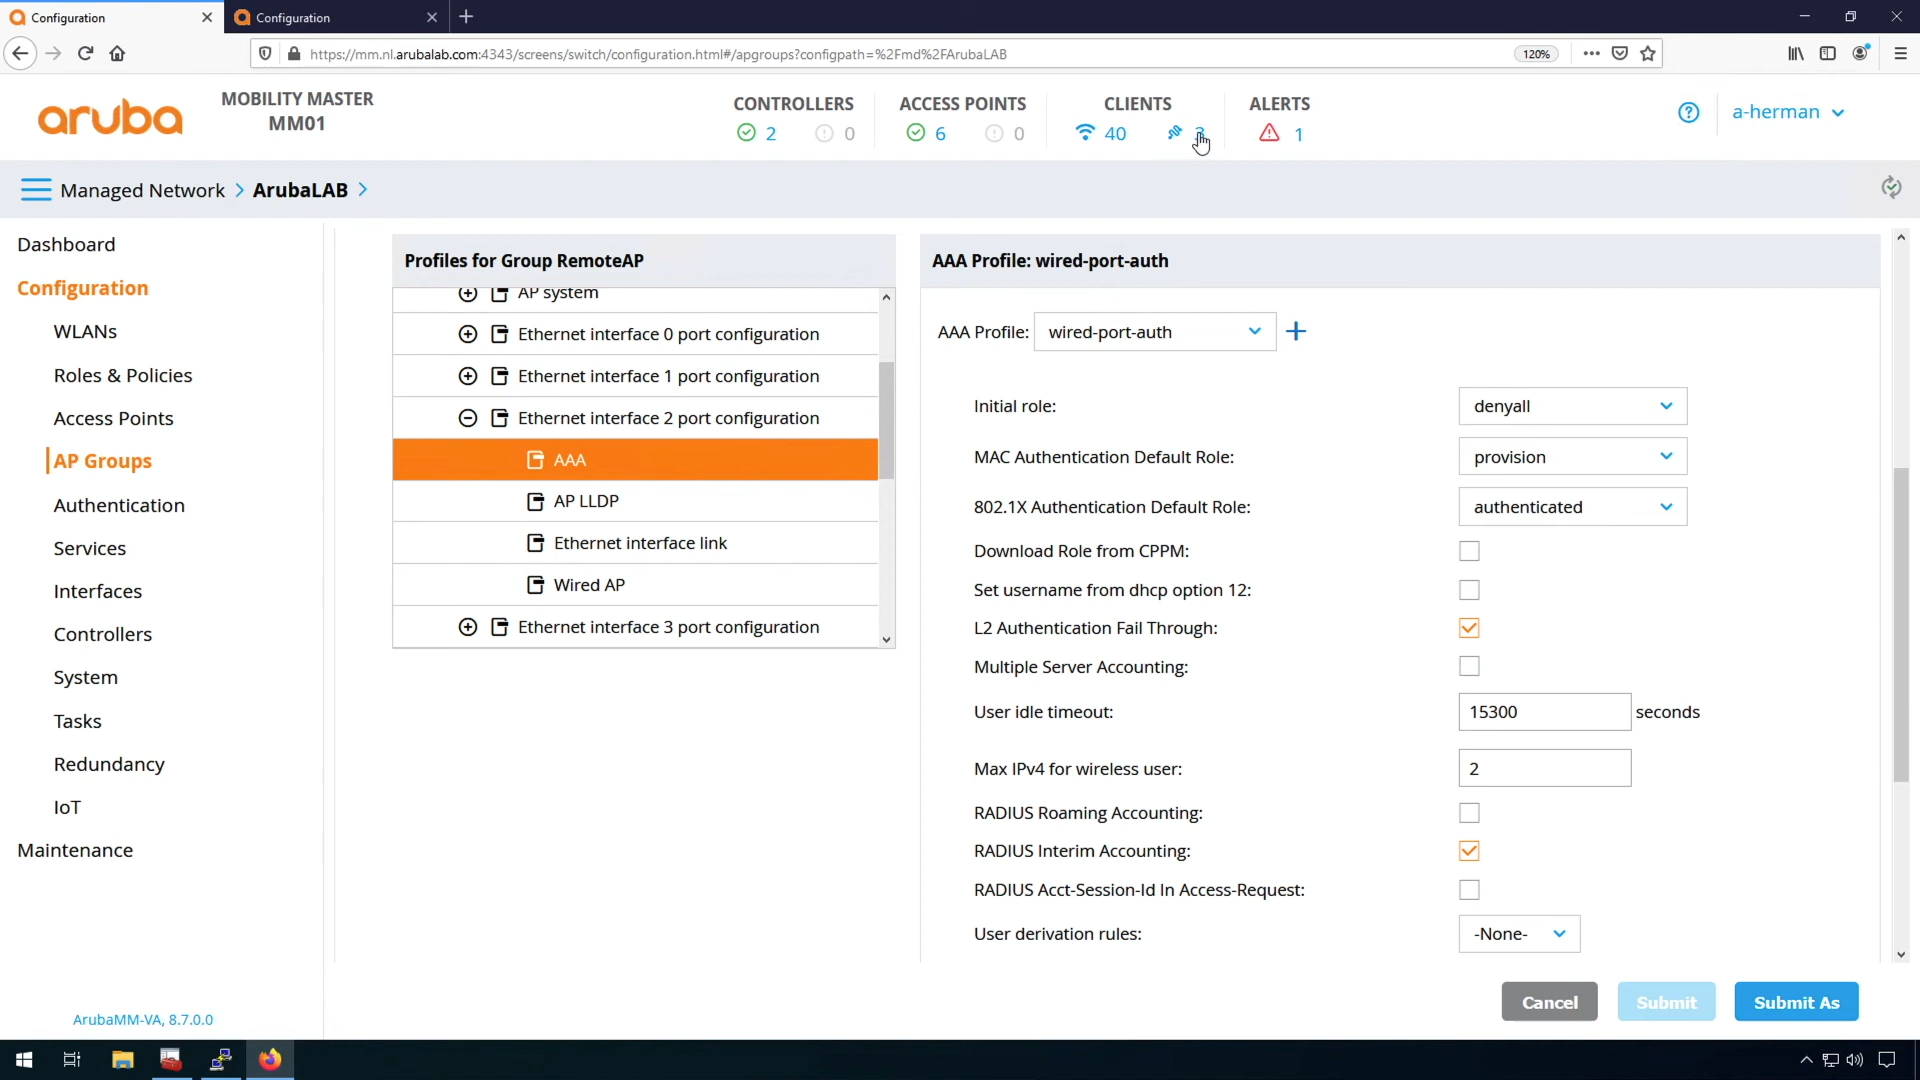 Configuration
Configuration
https://mm.nl.arubalab.com:4343/screens/switch/configuration.html#/apgroups?configpath=%2Fmd%2FArubaLAB
120%
aruba
MOBILITY MASTER
MM01
CONTROLLERS
2
0
ACCESS POINTS
6
0
CLIENTS
40
3
ALERTS
1
a-herman
Managed Network > ArubaLAB >
Dashboard
Configuration
WLANs
Roles & Policies
Access Points
AP Groups
Authentication
Services
Interfaces
Controllers
System
Tasks
Redundancy
IoT
Maintenance
ArubaMM-VA, 8.7.0.0
Profiles for Group RemoteAP
AP system
Ethernet interface 0 port configuration
Ethernet interface 1 port configuration
Ethernet interface 2 port configuration
AAA
AP LLDP
Ethernet interface link
Wired AP
Ethernet interface 3 port configuration
AAA Profile: wired-port-auth
AAA Profile: wired-port-auth
Initial role: denyall
MAC Authentication Default Role: provision
802.1X Authentication Default Role: authenticated
Download Role from CPPM:
Set username from dhcp option 12:
L2 Authentication Fail Through:
Multiple Server Accounting:
User idle timeout: 15300 seconds
Max IPv4 for wireless user: 2
RADIUS Roaming Accounting:
RADIUS Interim Accounting:
RADIUS Acct-Session-Id In Access-Request:
User derivation rules: -None-
Cancel
Submit
Submit As